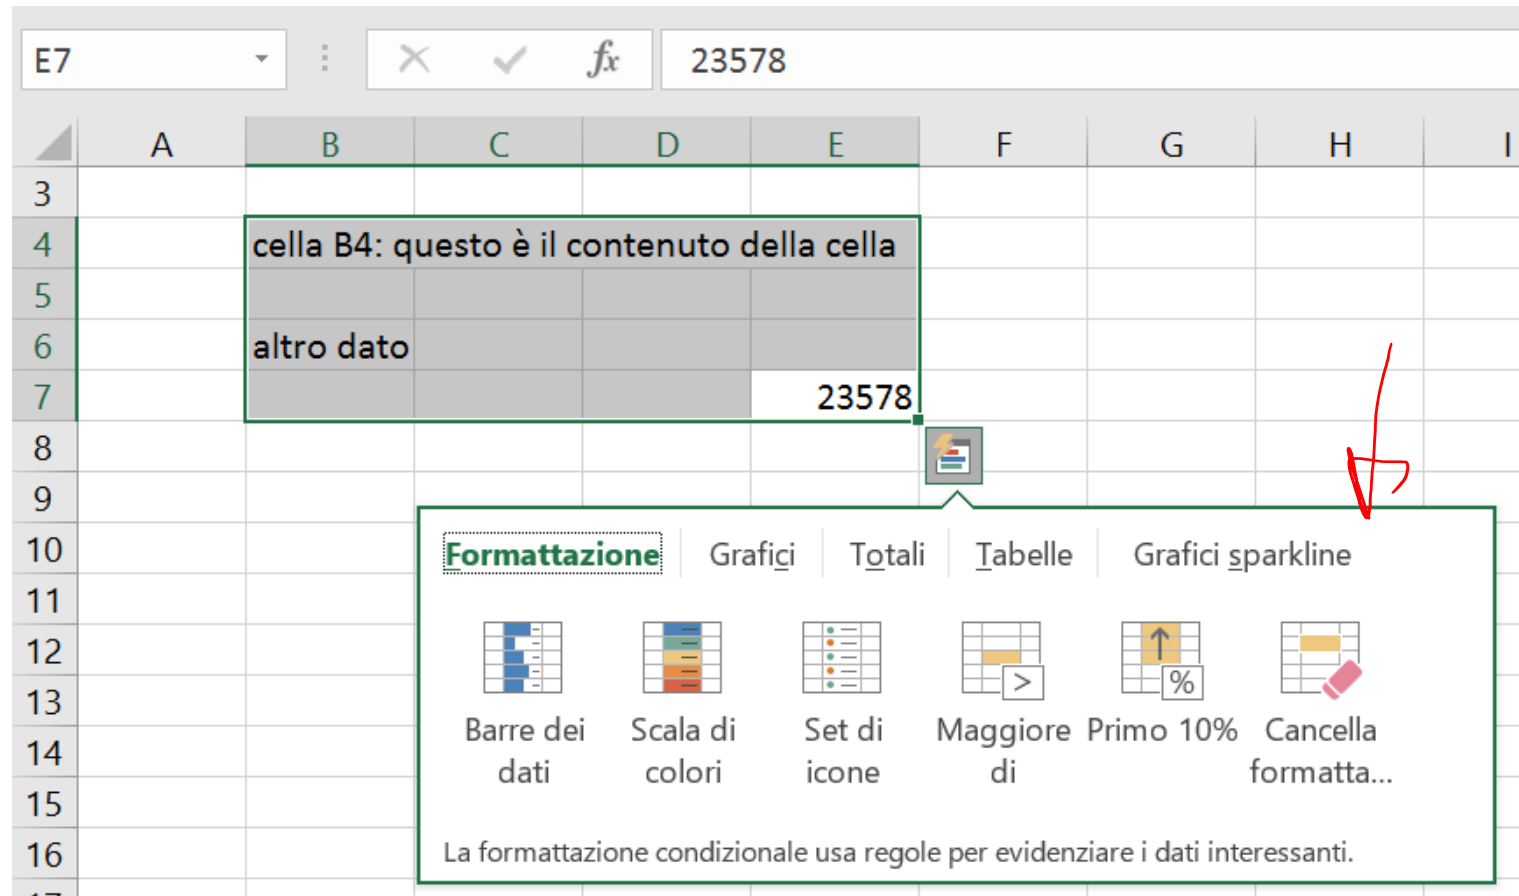 E7 fx 23578
A B C D E F G H I
3
4 cella B4: questo è il contenuto della cella
5
6 altro dato
7 23578
8
9
10 Formattazione Grafici Totali Tabelle Grafici sparkline
11
12
13 > %
14 Barre dei dati Scala di colori Set di icone Maggiore di Primo 10% Cancella formatta...
15
16 La formattazione condizionale usa regole per evidenziare i dati interessanti.